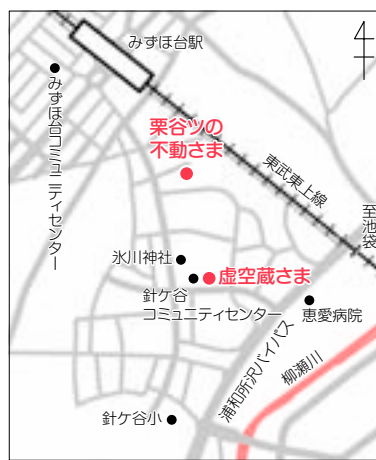 みずほ台駅
みずほ台コミュニティセンター
栗谷ツの
不動さま
東武東上線
至池袋
氷川神社
虚空蔵さま
針ケ谷
コミュニティセンター
恵愛病院
浦和所沢バイパス
柳瀬川
針ケ谷小